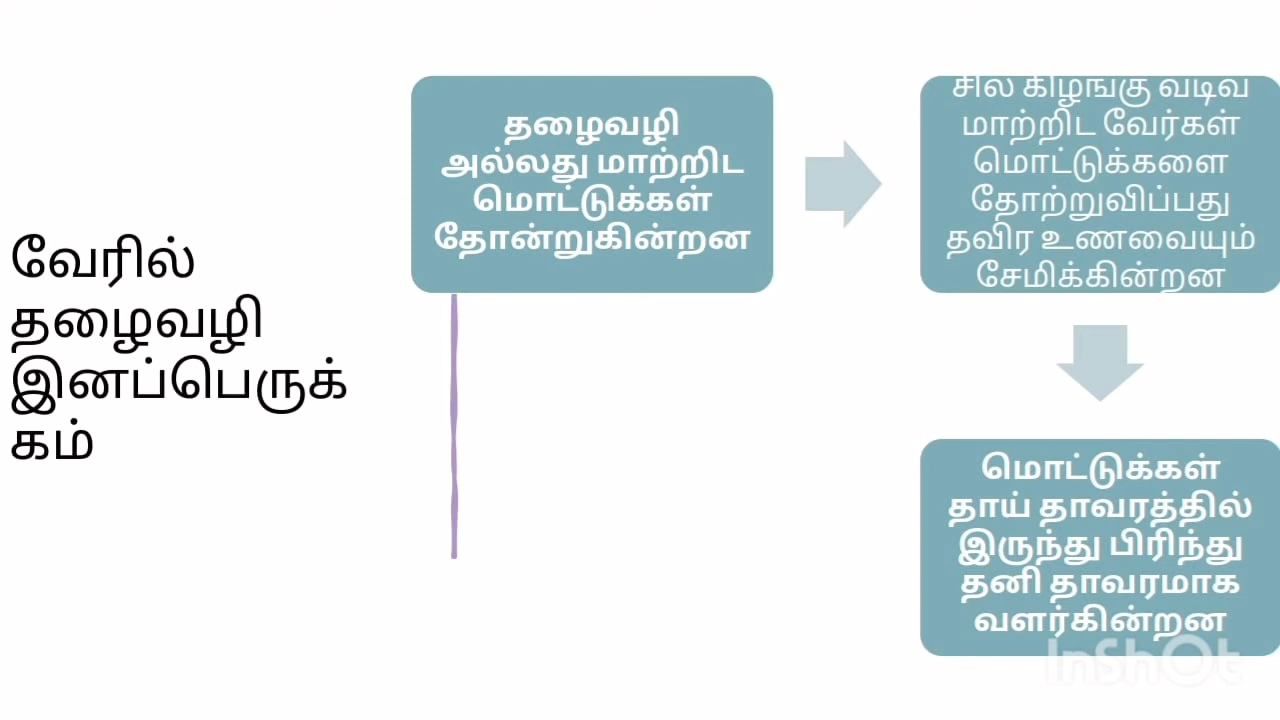 வேரில்
தழைவழி
இனப்பெருக்
கம்
தழைவழி
அல்லது மாற்றிட
மொட்டுக்கள்
தோன்றுகின்றன
சில கிழங்கு வடிவ
மாற்றிட வேர்கள்
மொட்டுக்களை
தோற்றுவிப்பது
தவிர உணவையும்
சேமிக்கின்றன
மொட்டுக்கள்
தாய் தாவரத்தில்
இருந்து பிரிந்து
தனி தாவரமாக
வளர்கின்றன
InShOt